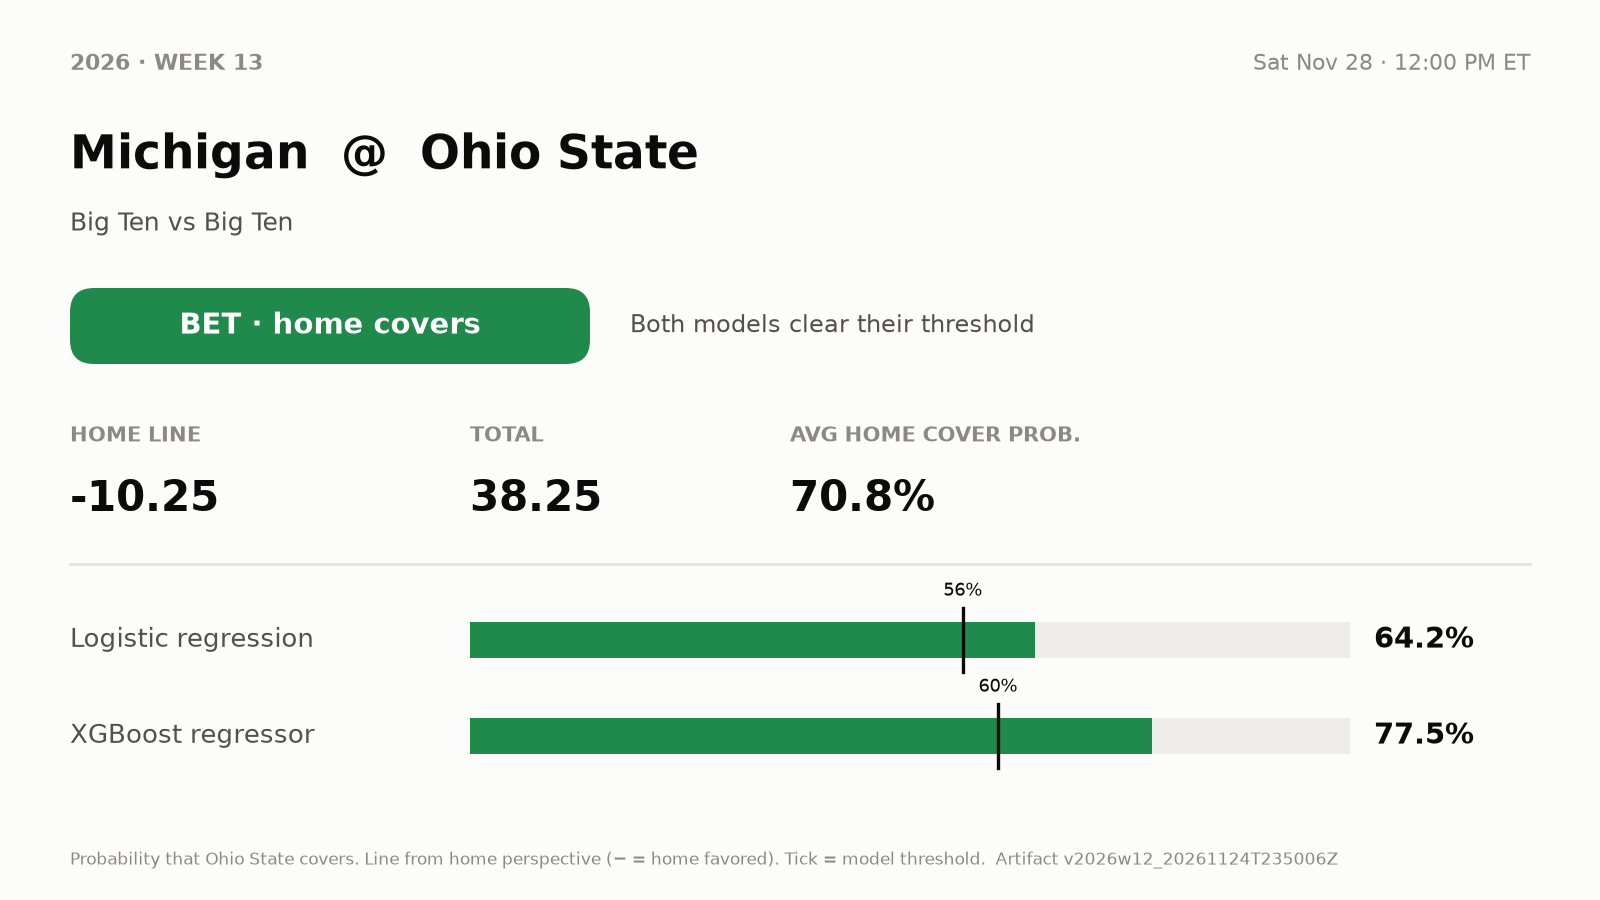 2026 · WEEK 13
Sat Nov 28 · 12:00 PM ET
Michigan @ Ohio State
Big Ten vs Big Ten
BET · home covers
Both models clear their threshold
HOME LINE
TOTAL
AVG HOME COVER PROB.
-10.25
38.25
70.8%
56%
Logistic regression
64.2%
60%
XGBoost regressor
77.5%
Probability that Ohio State covers. Line from home perspective (− = home favored). Tick = model threshold. Artifact v2026w12_20261124T235006Z